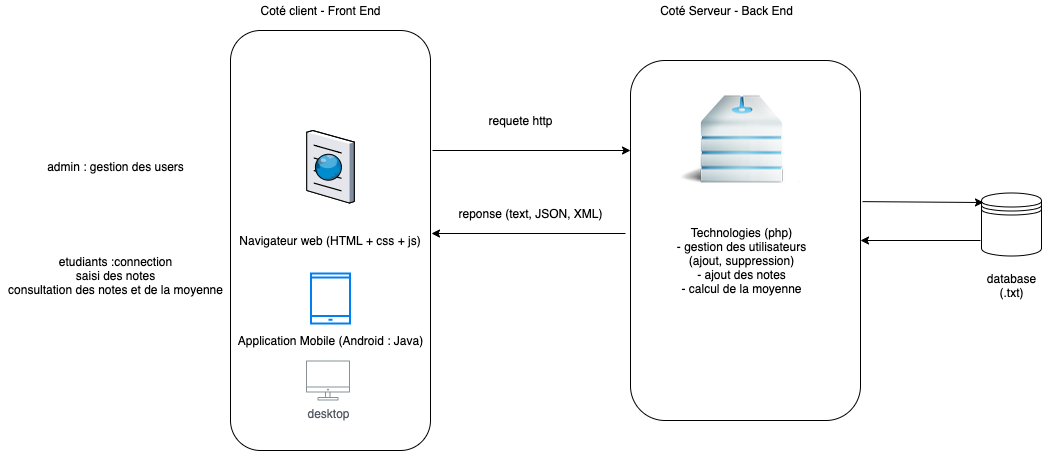 Coté client - Front End
Coté Serveur - Back End
admin : gestion des users
etudiants :connection
saisi des notes
consultation des notes et de la moyenne
Navigateur web (HTML + css + js)
Application Mobile (Android : Java)
desktop
requete http
reponse (text, JSON, XML)
Technologies (php)
- gestion des utilisateurs
(ajout, suppression)
- ajout des notes
- calcul de la moyenne
database
(.txt)